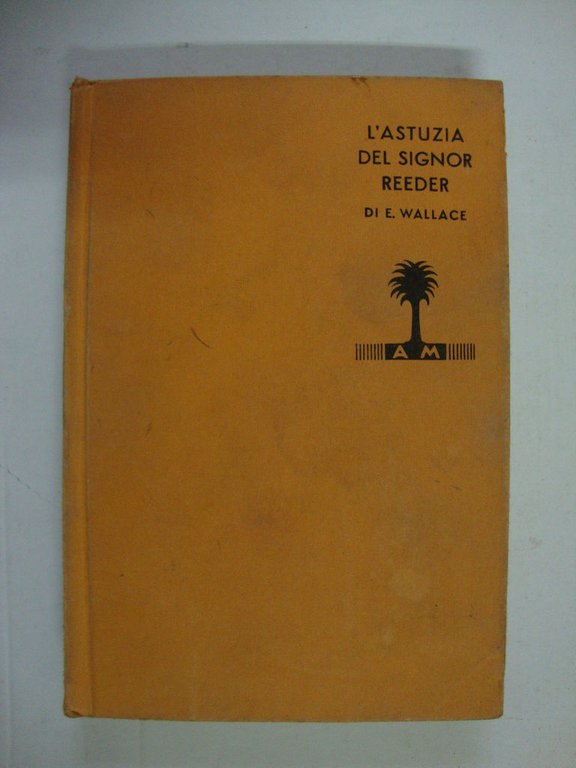 L'ASTUZIA
DEL SIGNOR
REEDER
DI E. WALLACE
A M